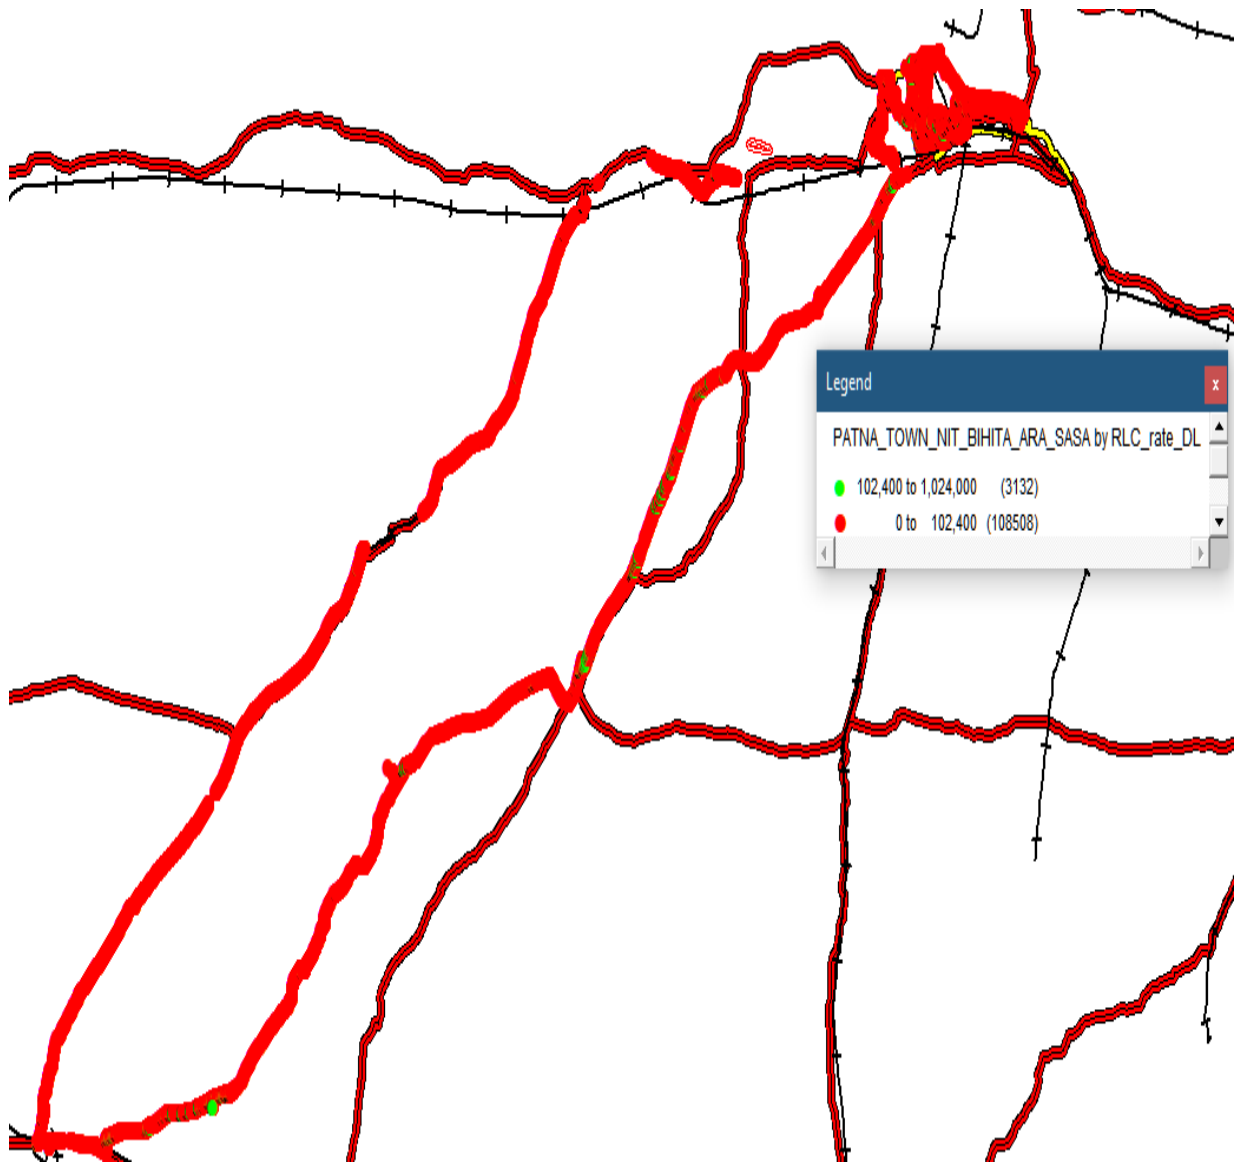 Legend
x
PATNA_TOWN_NIT_BIHITA_ARA_SASA by RLC_rate_DL
102,400 to 1,024,000 (3132)
0 to 102,400 (108508)